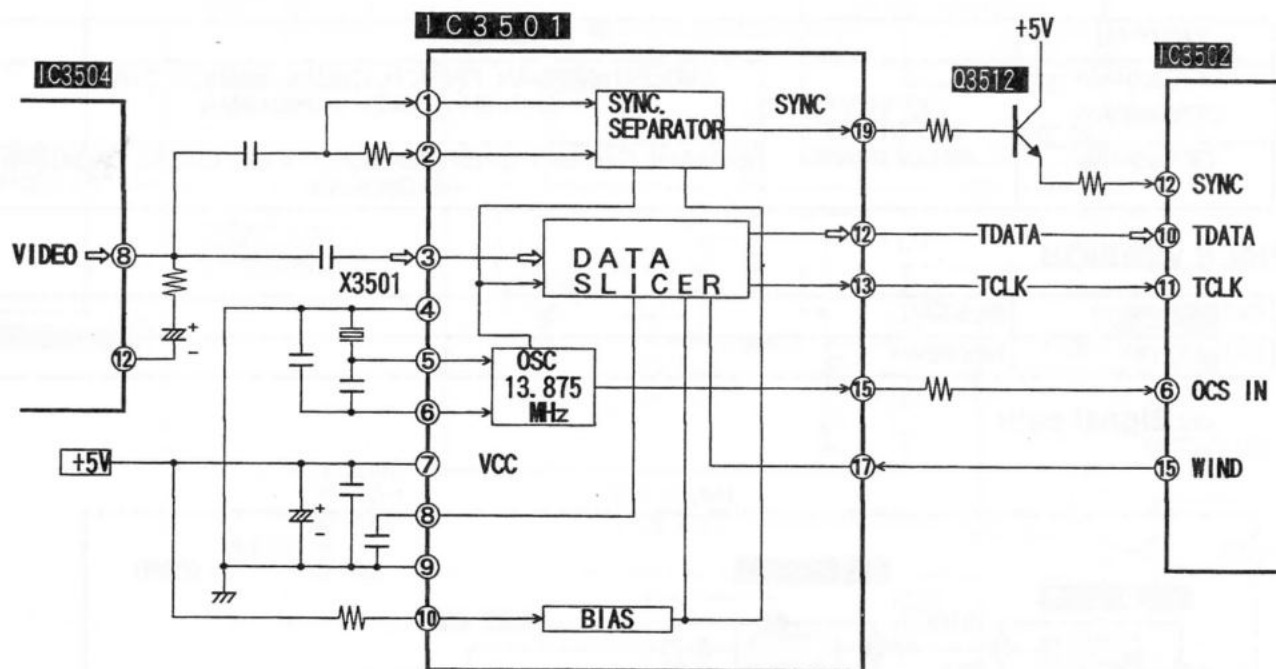 IC3501
+5V
IC3504
IC3502
Q3512
1
SYNC.
SEPARATOR
SYNC
19
2
12
SYNC
VIDEO
8
3
DATA
SLICER
12
TDATA
10
TDATA
X3501
4
13
TCLK
11
TCLK
+
-
12
5
OSC
13.875
MHz
15
6
OCS IN
6
+5V
7
VCC
17
15
WIND
+
-
8
9
10
BIAS